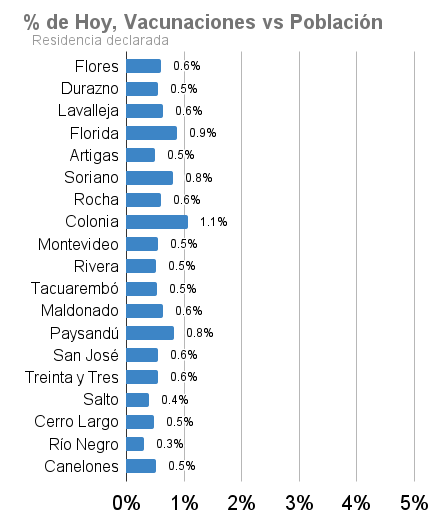 % de Hoy, Vacunaciones vs Población
Residencia declarada
Flores 0.6%
Durazno 0.5%
Lavalleja 0.6%
Florida 0.9%
Artigas 0.5%
Soriano 0.8%
Rocha 0.6%
Colonia 1.1%
Montevideo 0.5%
Rivera 0.5%
Tacuarembó 0.5%
Maldonado 0.6%
Paysandú 0.8%
San José 0.6%
Treinta y Tres 0.6%
Salto 0.4%
Cerro Largo 0.5%
Río Negro 0.3%
Canelones 0.5%
0% 1% 2% 3% 4% 5%